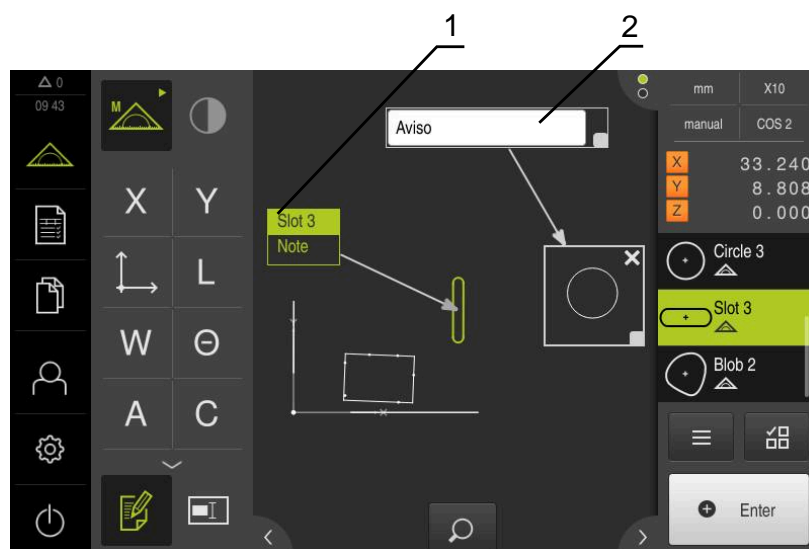 1
2
0
09 43
M
X
Y
L
W
Θ
A
C
Aviso
Slot 3
Note
mm
X10
manual
COS 2
X
33.240
Y
8.808
Z
0.000
Circle 3
Slot 3
Blob 2
Enter